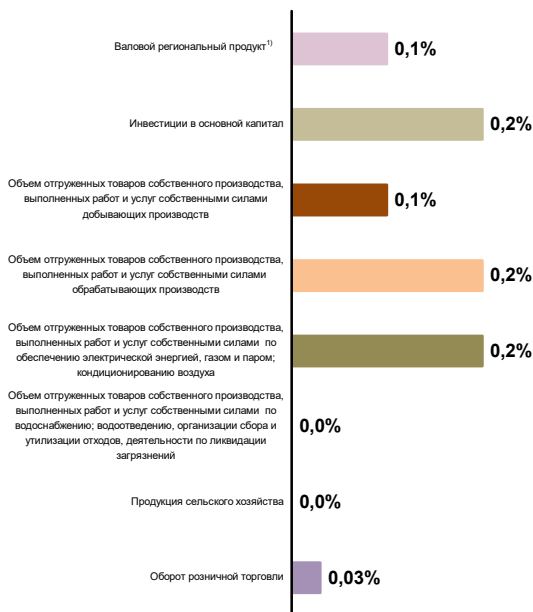 Валовой региональный продукт¹⁾
0,1%
Инвестиции в основной капитал
0,2%
Объем отгруженных товаров собственного производства,
выполненных работ и услуг собственными силами
добывающих производств
0,1%
Объем отгруженных товаров собственного производства,
выполненных работ и услуг собственными силами
обрабатывающих производств
0,2%
Объем отгруженных товаров собственного производства,
выполненных работ и услуг собственными силами по
обеспечению электрической энергией, газом и паром;
кондиционированию воздуха
0,2%
Объем отгруженных товаров собственного производства,
выполненных работ и услуг собственными силами по
водоснабжению; водоотведению, организации сбора и
утилизации отходов, деятельности по ликвидации
загрязнений
0,0%
Продукция сельского хозяйства
0,0%
Оборот розничной торговли
0,03%